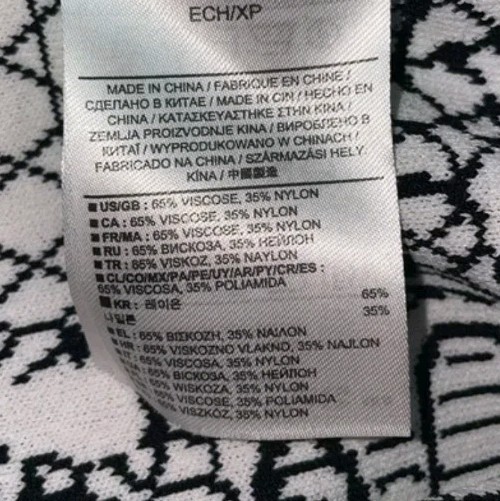 ECH/XP
MADE IN CHINA / FABRIQUE EN CHINE /
СДЕЛАНО В КИТАЕ / MADE IN CIN / HECHO EN
CHINA / ΚΑΤΑΣΚΕΥΑΣΤΗΚΕ ΣΤΗΝ ΚΙΝΑ /
ZEMLJA PROIZVODNJE KINA / ВИРОБЛЕНО В
КИТАЇ / WYPRODUKOWANO W CHINACH /
FABRICADO NA CHINA / SZÁRMAZÁSI HELY:
KÍNA / 中國製造
■ US/GB : 65% VISCOSE, 35% NYLON
■ CA : 65% VISCOSE, 35% NYLON
■ FR/MA : 65% VISCOSE, 35% NYLON
■ RU : 65% ВИСКОЗА, 35% НЕЙЛОН
■ TR : 65% VISKOZ, 35% NAYLON
■ CL/CO/MX/PA/PE/UY/AR/PY/CR/ES :
65% VISCOSA, 35% POLIAMIDA
■ KR : 레이온 65%
나일론 35%
■ EL : 65% ΒΙΣΚΟΖΗ, 35% ΝΑΙΛΟΝ
■ HR : 65% VISKOZNO VLAKNO, 35% NAJLON
65% VISCOSA, 35% NYLON
65% ВІСКОЗА, 35% НЕЙЛОН
65% WISKOZA, 35% NYLON
65% VISCOSE, 35% POLIAMIDA
65% VISZKÓZ, 35% NYLON